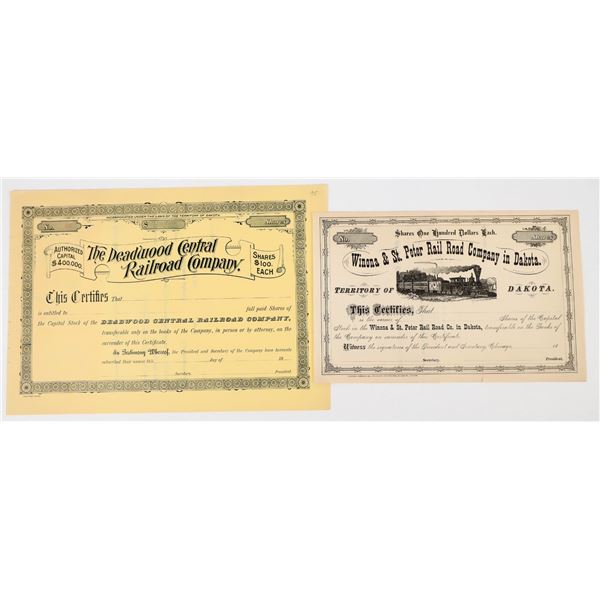 INCORPORATED UNDER THE LAWS OF THE TERRITORY OF DAKOTA.
No. $ Shares
AUTHORIZED CAPITAL $400,000
The Deadwood Central
Railroad Company.
SHARES $100. EACH
This Certifies That
is entitled to full paid Shares of
the Capital Stock of the DEADWOOD CENTRAL RAILROAD COMPANY,
transferable only on the books of the Company, in person or by attorney, on the
surrender of this Certificate.
In Testimony Whereof, the President and Secretary of the Company have hereunto
subscribed their names this day of 18
Secretary. President.
Shares One Hundred Dollars Each.
No. Shares
Winona & St. Peter Rail Road Company in Dakota.
TERRITORY OF DAKOTA.
This Certifies, That
is the owner of Shares of the Capital
Stock in the Winona & St. Peter Rail Road Co. in Dakota, transferable on the Books of
the Company on surrender of this Certificate.
Witness the signatures of the President and Secretary, Chicago, 18
Secretary. President.